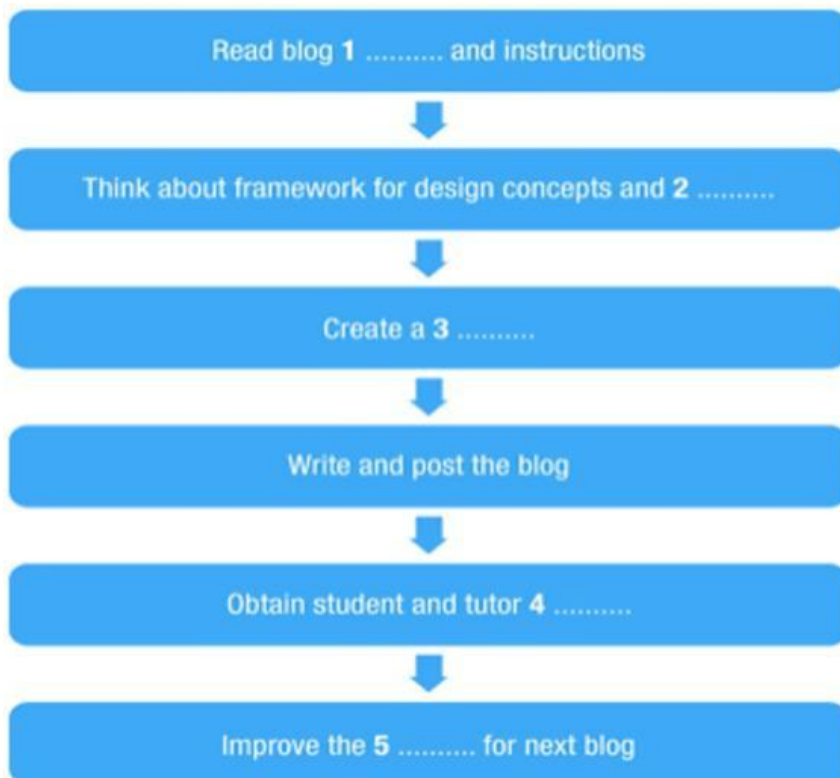 Read blog 1 .......... and instructions
Think about framework for design concepts and 2 ..........
Create a 3 ..........
Write and post the blog
Obtain student and tutor 4 ..........
Improve the 5 .......... for next blog